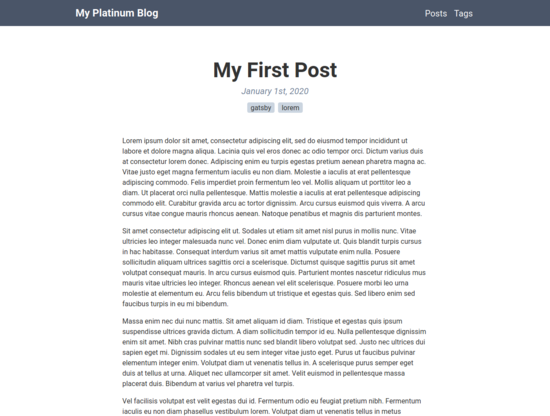 My Platinum Blog
Posts Tags
My First Post
January 1st, 2020
gatsby lorem
Lorem ipsum dolor sit amet, consectetur adipiscing elit, sed do eiusmod tempor incididunt ut
labore et dolore magna aliqua. Lacinia quis vel eros donec ac odio tempor orci. Dictum varius duis
at consectetur lorem donec. Adipiscing enim eu turpis egestas pretium aenean pharetra magna ac.
Vitae justo eget magna fermentum iaculis eu non diam. Molestie a iaculis at erat pellentesque
adipiscing commodo. Felis imperdiet proin fermentum leo vel. Mollis aliquam ut porttitor leo a
diam. Ut placerat orci nulla pellentesque. Mattis molestie a iaculis at erat pellentesque adipiscing
commodo elit. Curabitur gravida arcu ac tortor dignissim. Arcu cursus euismod quis viverra. A arcu
cursus vitae congue mauris rhoncus aenean. Natoque penatibus et magnis dis parturient montes.
Sit amet consectetur adipiscing elit ut. Sodales ut etiam sit amet nisl purus in mollis nunc. Vitae
ultricies leo integer malesuada nunc vel. Donec enim diam vulputate ut. Quis blandit turpis cursus
in hac habitasse. Consequat interdum varius sit amet mattis vulputate enim nulla. Posuere
sollicitudin aliquam ultrices sagittis orci a scelerisque. Dictumst quisque sagittis purus sit amet
volutpat consequat mauris. In arcu cursus euismod quis. Parturient montes nascetur ridiculus mus
mauris vitae ultricies leo integer. Rhoncus aenean vel elit scelerisque. Posuere morbi leo urna
molestie at elementum eu. Arcu felis bibendum ut tristique et egestas quis. Sed libero enim sed
faucibus turpis in eu mi bibendum.
Massa enim nec dui nunc mattis. Sit amet aliquam id diam. Tristique et egestas quis ipsum
suspendisse ultrices gravida dictum. A diam sollicitudin tempor id eu. Nulla pellentesque dignissim
enim sit amet. Nibh cras pulvinar mattis nunc sed blandit libero volutpat sed. Justo nec ultrices dui
sapien eget mi. Dignissim sodales ut eu sem integer vitae justo eget. Purus ut faucibus pulvinar
elementum integer enim. Volutpat diam ut venenatis tellus in. A scelerisque purus semper eget
duis at tellus at urna. Aliquet nec ullamcorper sit amet. Velit euismod in pellentesque massa
placerat duis. Bibendum at varius vel pharetra vel turpis.
Vel facilisis volutpat est velit egestas dui id. Fermentum odio eu feugiat pretium nibh. Fermentum
iaculis eu non diam phasellus vestibulum lorem. Volutpat diam ut venenatis tellus in metus